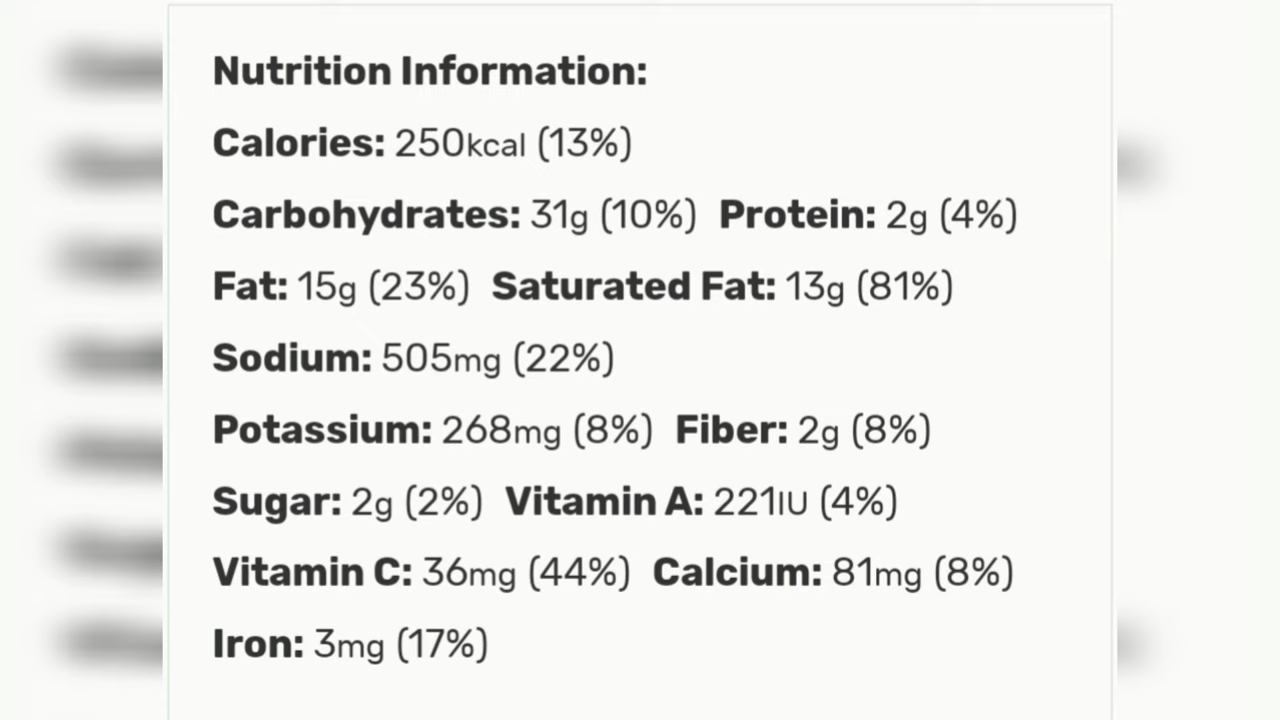 Nutrition Information:
Calories: 250kcal (13%)
Carbohydrates: 31g (10%) Protein: 2g (4%)
Fat: 15g (23%) Saturated Fat: 13g (81%)
Sodium: 505mg (22%)
Potassium: 268mg (8%) Fiber: 2g (8%)
Sugar: 2g (2%) Vitamin A: 221IU (4%)
Vitamin C: 36mg (44%) Calcium: 81mg (8%)
Iron: 3mg (17%)